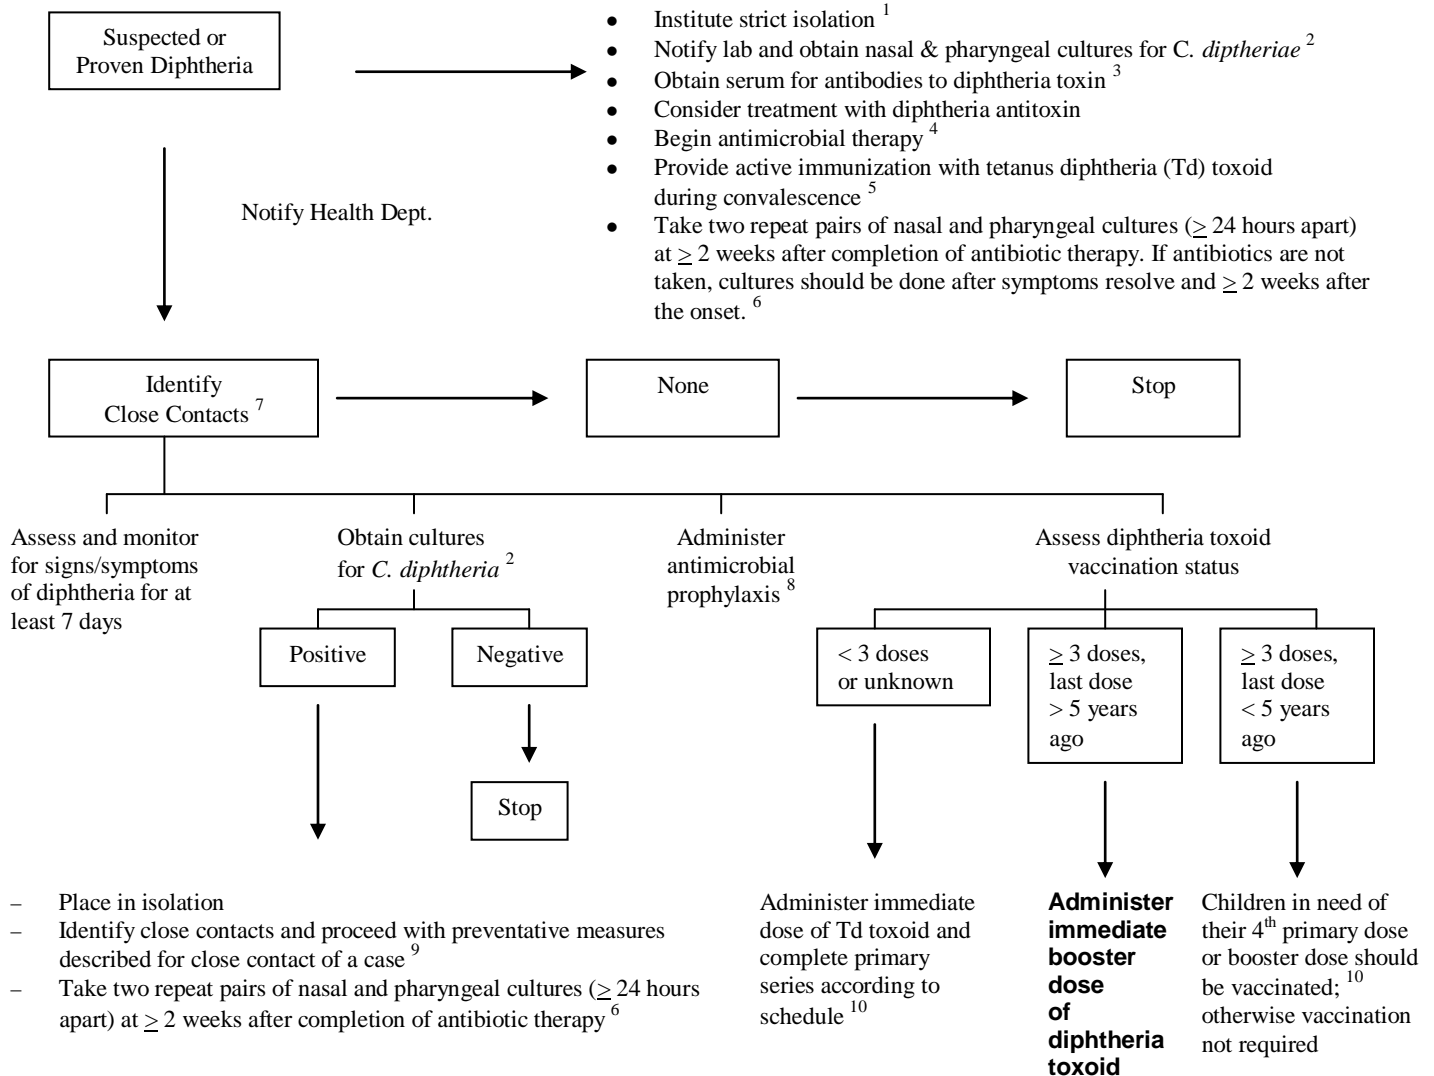 Suspected or
Proven Diphtheria
● Institute strict isolation 1
● Notify lab and obtain nasal & pharyngeal cultures for C. diptheriae 2
● Obtain serum for antibodies to diphtheria toxin 3
● Consider treatment with diphtheria antitoxin
● Begin antimicrobial therapy 4
● Provide active immunization with tetanus diphtheria (Td) toxoid
during convalescence 5
● Take two repeat pairs of nasal and pharyngeal cultures (≥ 24 hours apart)
at ≥ 2 weeks after completion of antibiotic therapy. If antibiotics are not
taken, cultures should be done after symptoms resolve and ≥ 2 weeks after
the onset. 6
Notify Health Dept.
Identify
Close Contacts 7
None
Stop
Assess and monitor
for signs/symptoms
of diphtheria for at
least 7 days
Obtain cultures
for C. diphtheria 2
Positive
Negative
Stop
Administer
antimicrobial
prophylaxis 8
Assess diphtheria toxoid
vaccination status
< 3 doses
or unknown
≥ 3 doses,
last dose
> 5 years
ago
≥ 3 doses,
last dose
< 5 years
ago
– Place in isolation
– Identify close contacts and proceed with preventative measures
described for close contact of a case 9
– Take two repeat pairs of nasal and pharyngeal cultures (≥ 24 hours
apart) at ≥ 2 weeks after completion of antibiotic therapy 6
Administer immediate
dose of Td toxoid and
complete primary
series according to
schedule 10
Administer
immediate
booster
dose
of
diphtheria
toxoid
Children in need of
their 4th primary dose
or booster dose should
be vaccinated; 10
otherwise vaccination
not required